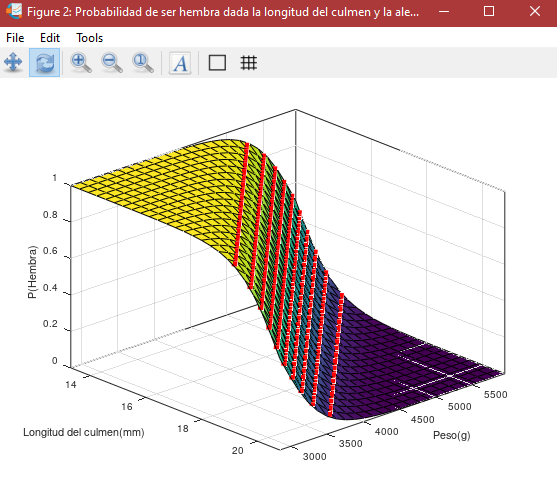 Figure 2: Probabilidad de ser hembra dada la longitud del culmen y la ale...
File Edit Tools
A
1
0.8
0.6
0.4
0.2
0
P(Hembra)
14
16
18
20
Longitud del culmen(mm)
3000
3500
4000
4500
5000
5500
Peso(g)